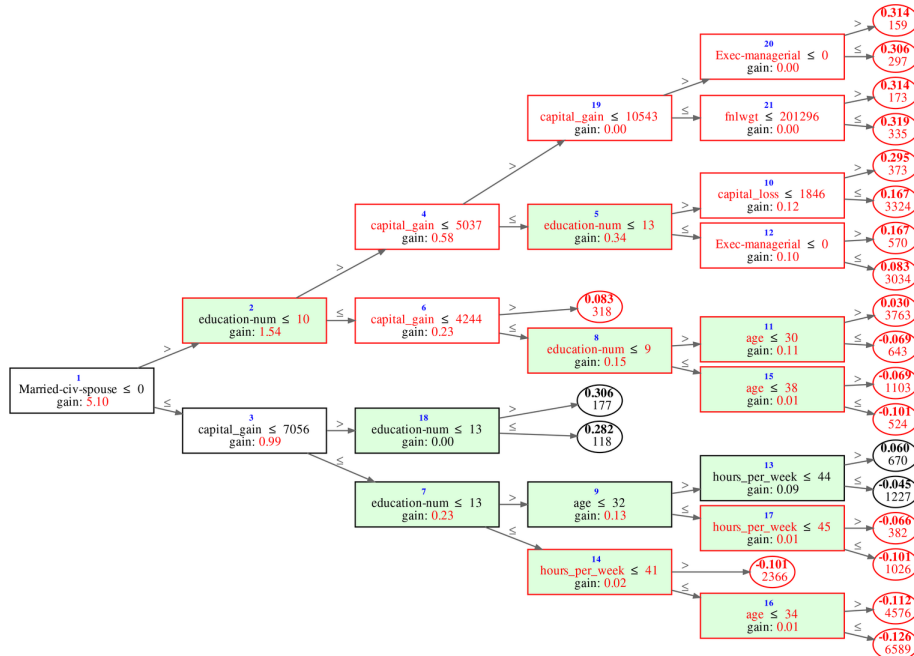 >
0.314
159
20
Exec-managerial ≤ 0
gain: 0.00
≤
0.306
297
>
19
capital_gain ≤ 10543
gain: 0.00
≤
21
fnlwgt ≤ 201296
gain: 0.00
>
0.314
173
≤
0.319
335
>
4
capital_gain ≤ 5037
gain: 0.58
≤
5
education-num ≤ 13
gain: 0.34
>
10
capital_loss ≤ 1846
gain: 0.12
>
0.295
373
≤
0.167
3324
≤
12
Exec-managerial ≤ 0
gain: 0.10
>
0.167
570
≤
0.083
3034
>
2
education-num ≤ 10
gain: 1.54
≤
6
capital_gain ≤ 4244
gain: 0.23
>
0.083
318
≤
8
education-num ≤ 9
gain: 0.15
>
11
age ≤ 30
gain: 0.11
>
0.030
3763
≤
-0.069
643
≤
15
age ≤ 38
gain: 0.01
>
-0.069
1103
≤
-0.101
524
>
1
Married-civ-spouse ≤ 0
gain: 5.10
≤
3
capital_gain ≤ 7056
gain: 0.99
>
18
education-num ≤ 13
gain: 0.00
>
0.306
177
≤
0.282
118
≤
7
education-num ≤ 13
gain: 0.23
>
9
age ≤ 32
gain: 0.13
>
13
hours_per_week ≤ 44
gain: 0.09
>
0.060
670
≤
-0.045
1227
≤
17
hours_per_week ≤ 45
gain: 0.01
>
-0.066
382
≤
-0.101
1026
≤
14
hours_per_week ≤ 41
gain: 0.02
>
-0.101
2366
≤
16
age ≤ 34
gain: 0.01
>
-0.112
4576
≤
-0.126
6589